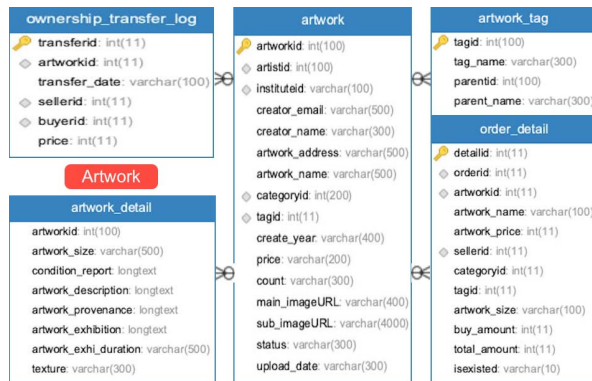 ownership_transfer_log
transferid: int(11)
artworkid: int(11)
transfer_date: varchar(100)
sellerid: int(11)
buyerid: int(11)
price: int(11)
Artwork
artwork_detail
artworkid: int(100)
artwork_size: varchar(500)
condition_report: longtext
artwork_description: longtext
artwork_provenance: longtext
artwork_exhibition: longtext
artwork_exhi_duration: varchar(500)
texture: varchar(300)
artwork
artworkid: int(100)
artistid: int(100)
instituteid: varchar(100)
creator_email: varchar(500)
creator_name: varchar(300)
artwork_address: varchar(500)
artwork_name: varchar(500)
categoryid: int(200)
tagid: int(11)
create_year: varchar(400)
price: varchar(200)
count: varchar(300)
main_imageURL: varchar(400)
sub_imageURL: varchar(4000)
status: varchar(300)
upload_date: varchar(300)
artwork_tag
tagid: int(100)
tag_name: varchar(300)
parentid: int(100)
parent_name: varchar(300)
order_detail
detailid: int(11)
orderid: int(11)
artworkid: int(11)
artwork_name: varchar(100)
artwork_price: int(11)
sellerid: int(11)
categoryid: int(11)
tagid: int(11)
artwork_size: varchar(100)
buy_amount: int(11)
total_amount: int(11)
isexisted: varchar(10)